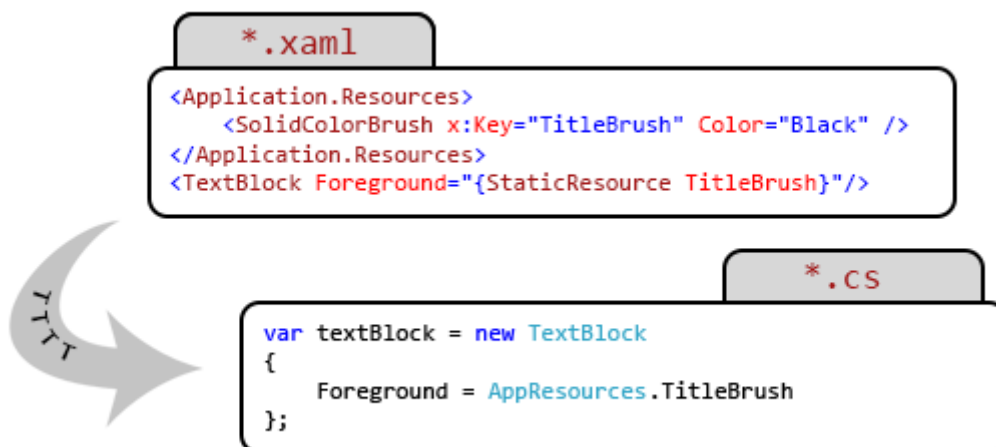 *.xaml
<Application.Resources>
    <SolidColorBrush x:Key="TitleBrush" Color="Black" />
</Application.Resources>
<TextBlock Foreground="{StaticResource TitleBrush}"/>
TTTT
*.cs
var textBlock = new TextBlock
{
    Foreground = AppResources.TitleBrush
};